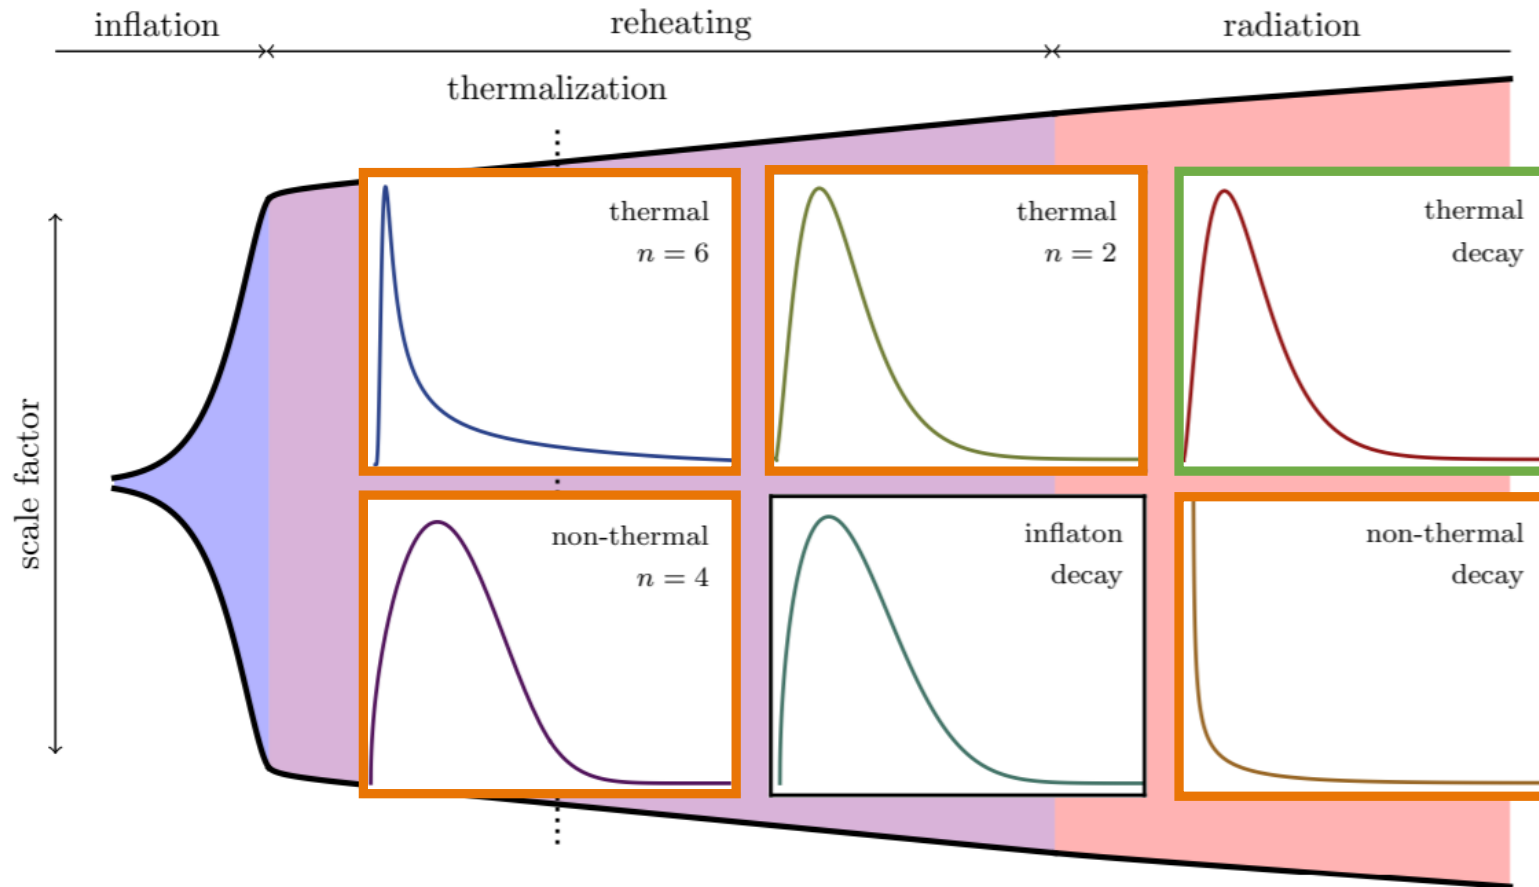 inflation
reheating
radiation
thermalization
scale factor
thermal
n = 6
thermal
n = 2
thermal
decay
non-thermal
n = 4
inflaton
decay
non-thermal
decay